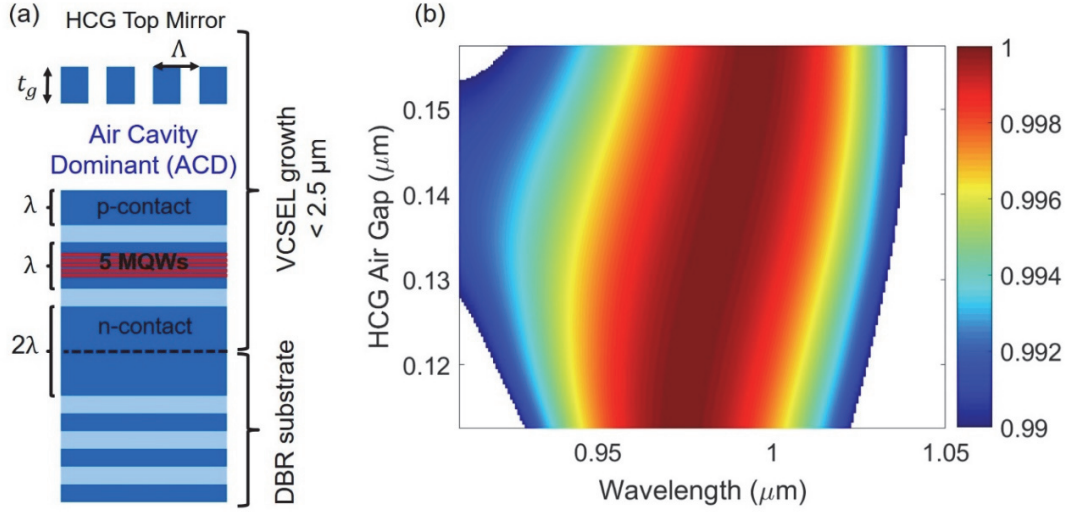 (a)
HCG Top Mirror
Λ
t_g
Air Cavity
Dominant (ACD)
λ
p-contact
λ
5 MQWs
2λ
n-contact
VCSEL growth
< 2.5 μm
DBR substrate
(b)
HCG Air Gap (μm)
0.15
0.14
0.13
0.12
0.95
1
1.05
Wavelength (μm)
1
0.998
0.996
0.994
0.992
0.99